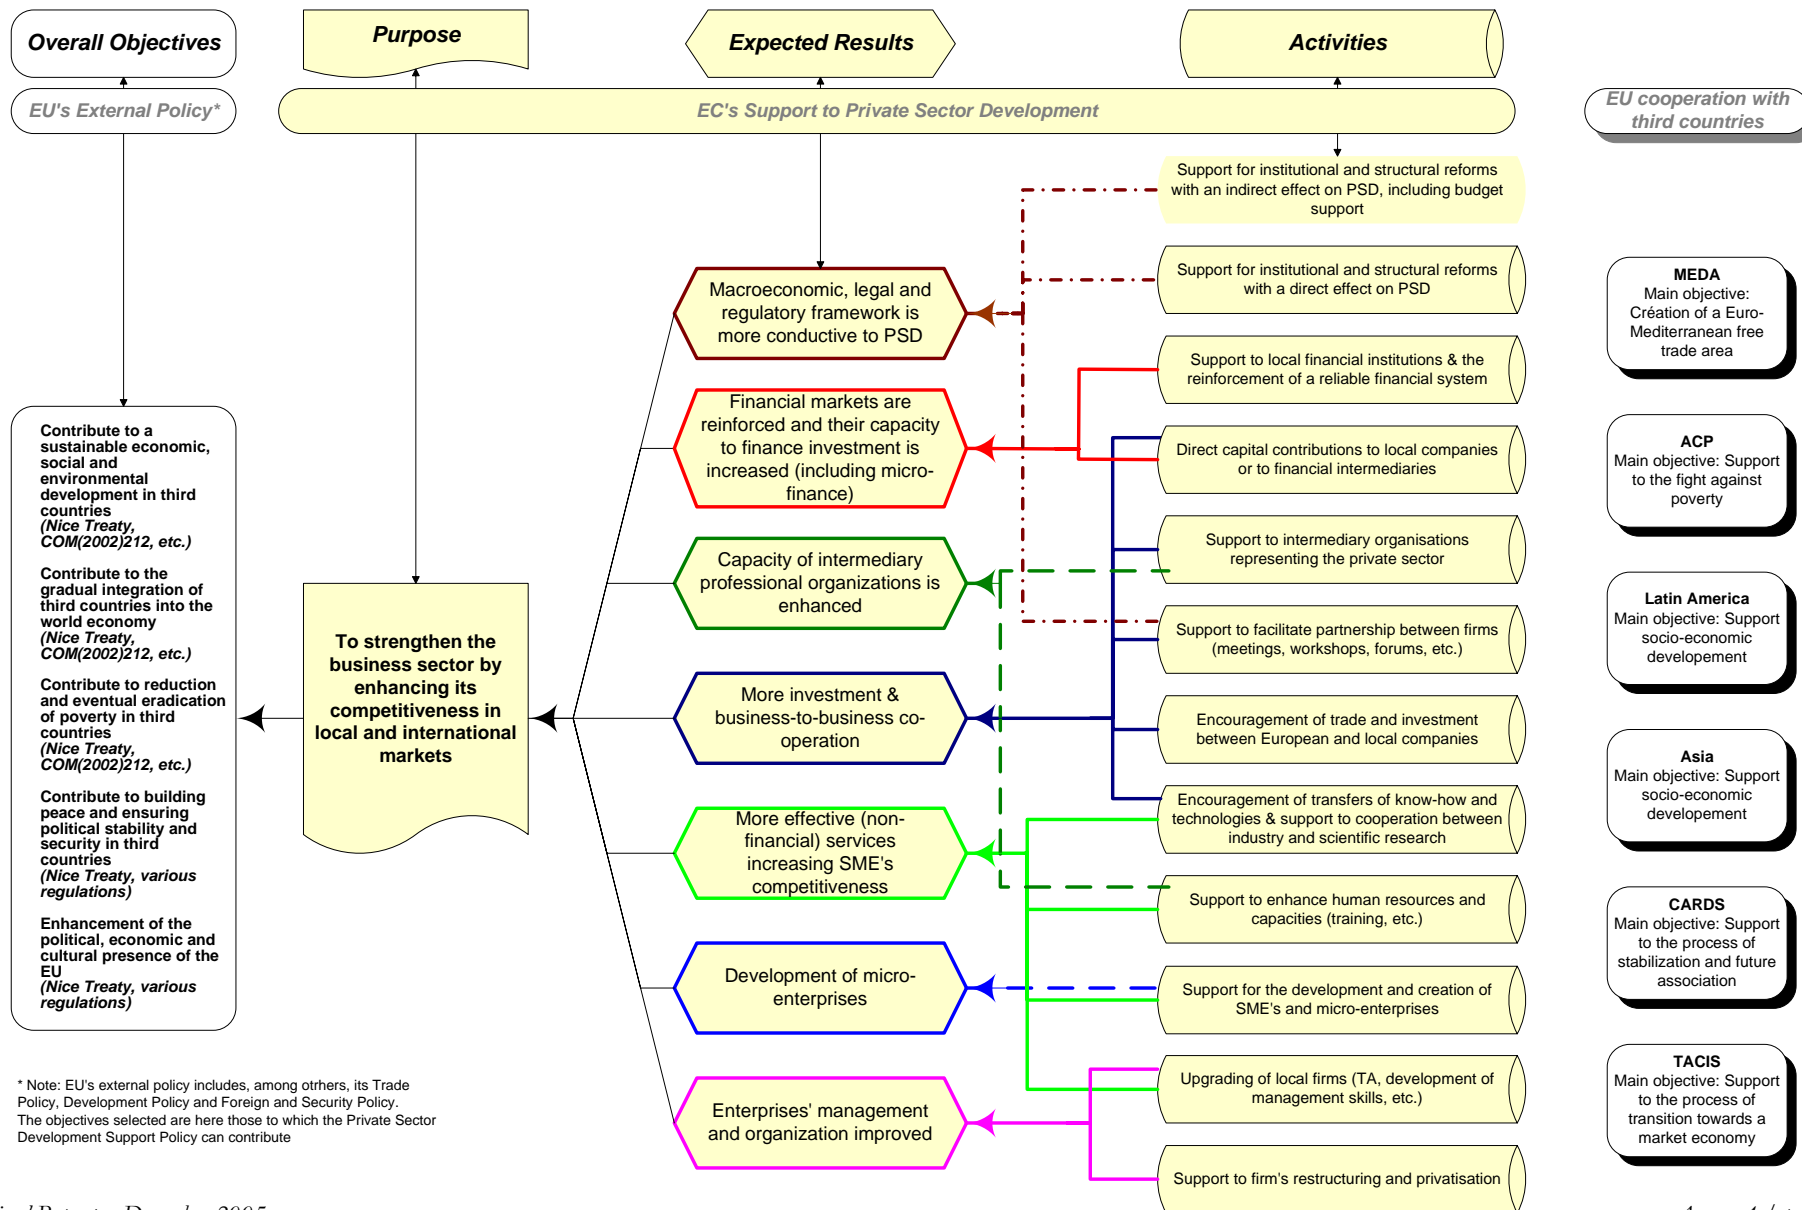 Overall Objectives
Purpose
Expected Results
Activities
EU's External Policy*
EC's Support to Private Sector Development
EU cooperation with
third countries
Contribute to a
sustainable economic,
social and
environmental
development in third
countries
(Nice Treaty,
COM(2002)212, etc.)
Contribute to the
gradual integration of
third countries into the
world economy
(Nice Treaty,
COM(2002)212, etc.)
Contribute to reduction
and eventual eradication
of poverty in third
countries
(Nice Treaty,
COM(2002)212, etc.)
Contribute to building
peace and ensuring
political stability and
security in third
countries
(Nice Treaty, various
regulations)
Enhancement of the
political, economic and
cultural presence of the
EU
(Nice Treaty, various
regulations)
To strengthen the
business sector by
enhancing its
competitiveness in
local and international
markets
Macroeconomic, legal and
regulatory framework is
more conductive to PSD
Financial markets are
reinforced and their capacity
to finance investment is
increased (including micro-
finance)
Capacity of intermediary
professional organizations is
enhanced
More investment &
business-to-business co-
operation
More effective (non-
financial) services
increasing SME's
competitiveness
Development of micro-
enterprises
Enterprises' management
and organization improved
Support for institutional and structural reforms
with an indirect effect on PSD, including budget
support
Support for institutional and structural reforms
with a direct effect on PSD
Support to local financial institutions & the
reinforcement of a reliable financial system
Direct capital contributions to local companies
or to financial intermediaries
Support to intermediary organisations
representing the private sector
Support to facilitate partnership between firms
(meetings, workshops, forums, etc.)
Encouragement of trade and investment
between European and local companies
Encouragement of transfers of know-how and
technologies & support to cooperation between
industry and scientific research
Support to enhance human resources and
capacities (training, etc.)
Support for the development and creation of
SME's and micro-enterprises
Upgrading of local firms (TA, development of
management skills, etc.)
Support to firm's restructuring and privatisation
MEDA
Main objective:
Création of a Euro-
Mediterranean free
trade area
ACP
Main objective: Support
to the fight against
poverty
Latin America
Main objective: Support
socio-economic
developement
Asia
Main objective: Support
socio-economic
developement
CARDS
Main objective: Support
to the process of
stabilization and future
association
TACIS
Main objective: Support
to the process of
transition towards a
market economy
* Note: EU's external policy includes, among otrhers, its Trade
Policy, Development Policy and Foreign and Security Policy.
The objectives selected are here those to which the Private Sector
Development Support Policy can contribute